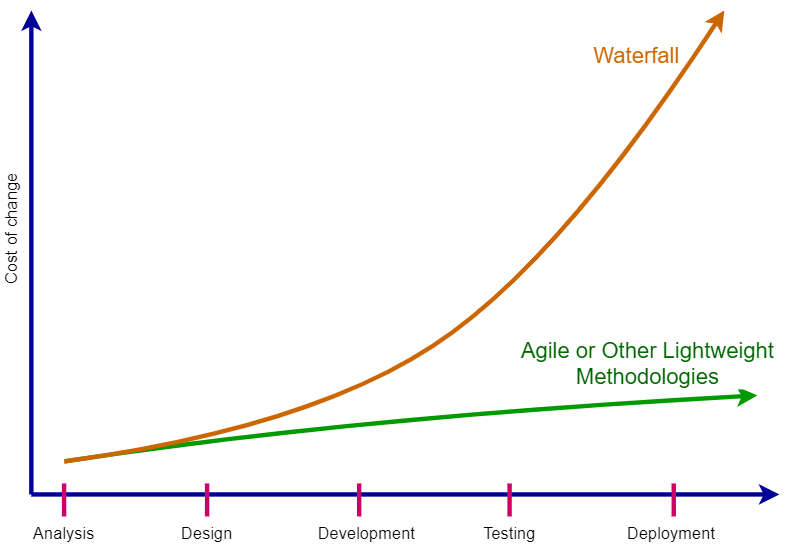 Waterfall
Cost of change
Agile or Other Lightweight
Methodologies
Analysis
Design
Development
Testing
Deployment